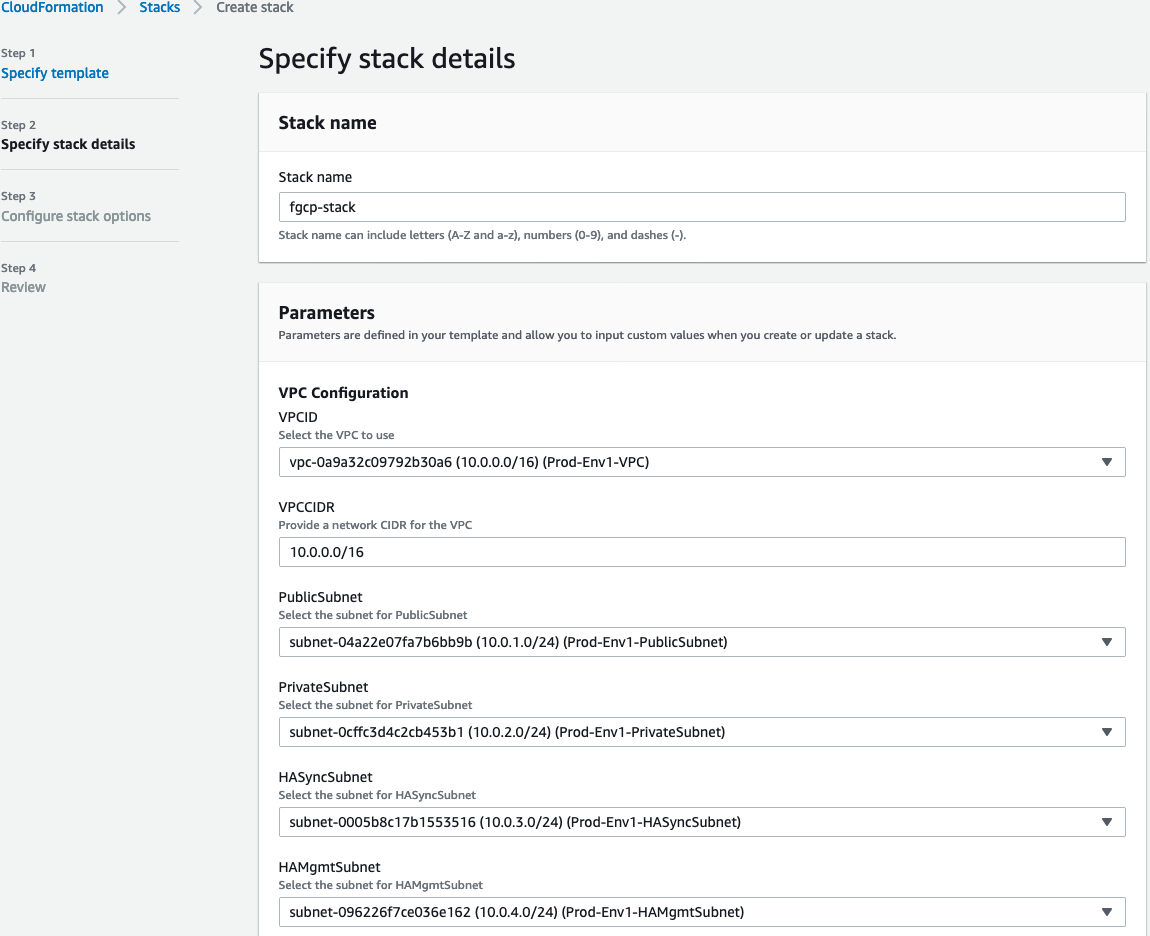 CloudFormation > Stacks > Create stack
Step 1
Specify template
Step 2
Specify stack details
Step 3
Configure stack options
Step 4
Review
Specify stack details
Stack name
Stack name
fgcp-stack
Stack name can include letters (A-Z and a-z), numbers (0-9), and dashes (-).
Parameters
Parameters are defined in your template and allow you to input custom values when you create or update a stack.
VPC Configuration
VPCID
Select the VPC to use
vpc-0a9a32c09792b30a6 (10.0.0.0/16) (Prod-Env1-VPC)
VPCCIDR
Provide a network CIDR for the VPC
10.0.0.0/16
PublicSubnet
Select the subnet for PublicSubnet
subnet-04a22e07fa7b6bb9b (10.0.1.0/24) (Prod-Env1-PublicSubnet)
PrivateSubnet
Select the subnet for PrivateSubnet
subnet-0cffc3d4c2cb453b1 (10.0.2.0/24) (Prod-Env1-PrivateSubnet)
HASyncSubnet
Select the subnet for HASyncSubnet
subnet-0005b8c17b1553516 (10.0.3.0/24) (Prod-Env1-HASyncSubnet)
HAMgmtSubnet
Select the subnet for HAMgmtSubnet
subnet-096226f7ce036e162 (10.0.4.0/24) (Prod-Env1-HAMgmtSubnet)